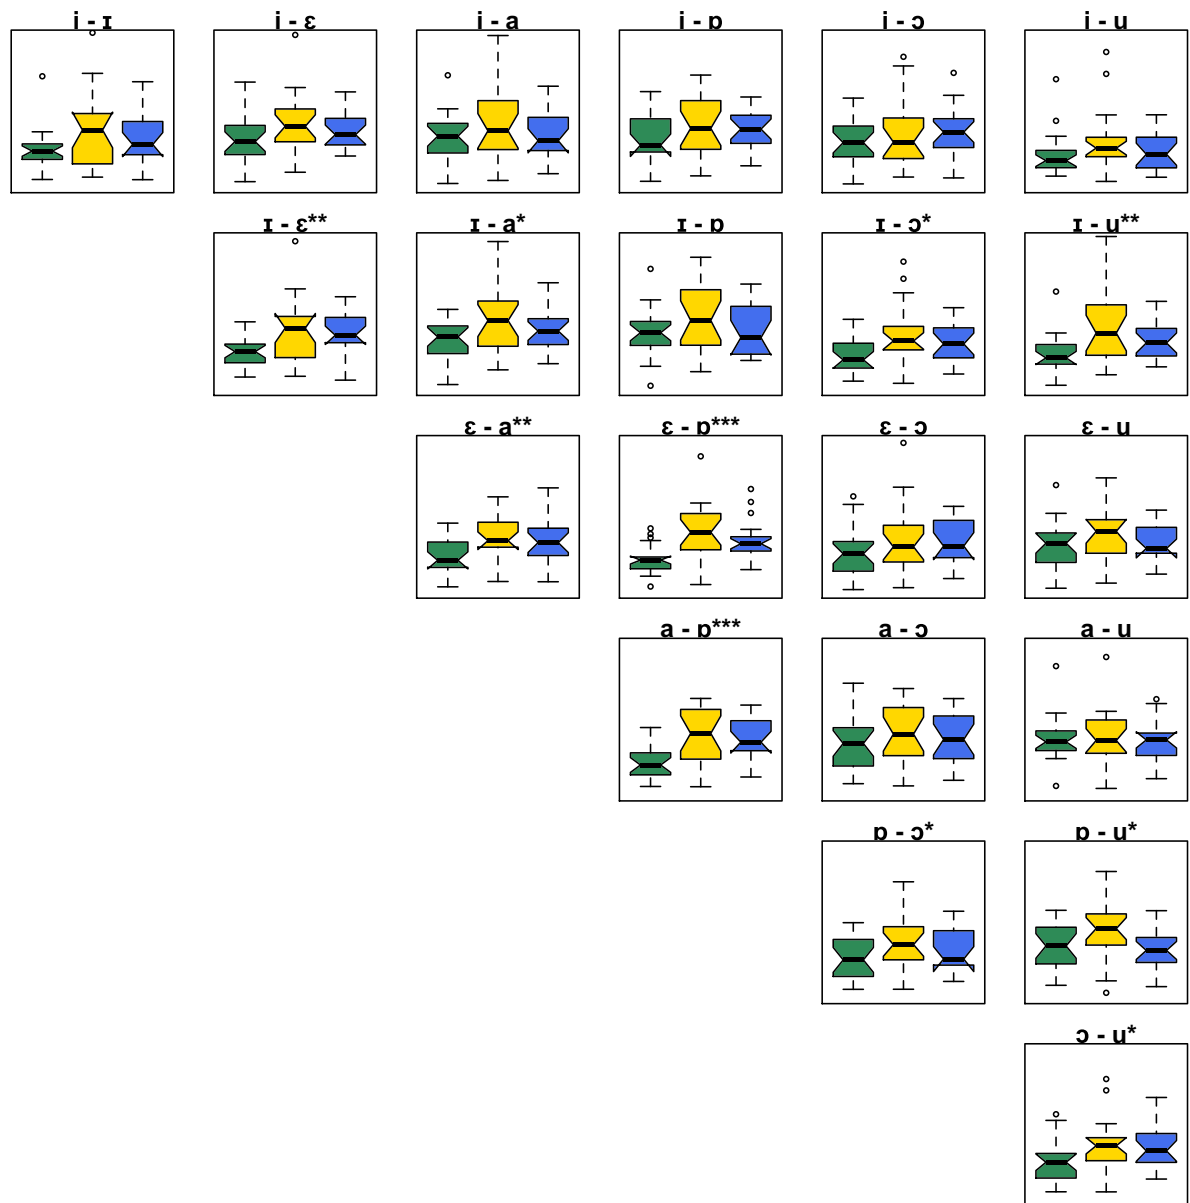 i - ɪ
i - ɛ
i - a
i - ɒ
i - ɔ
i - u
ɪ - ɛ**
ɪ - a*
ɪ - ɒ
ɪ - ɔ*
ɪ - u**
ɛ - a**
ɛ - ɒ***
ɛ - ɔ
ɛ - u
a - ɒ***
a - ɔ
a - u
ɒ - ɔ*
ɒ - u*
ɔ - u*